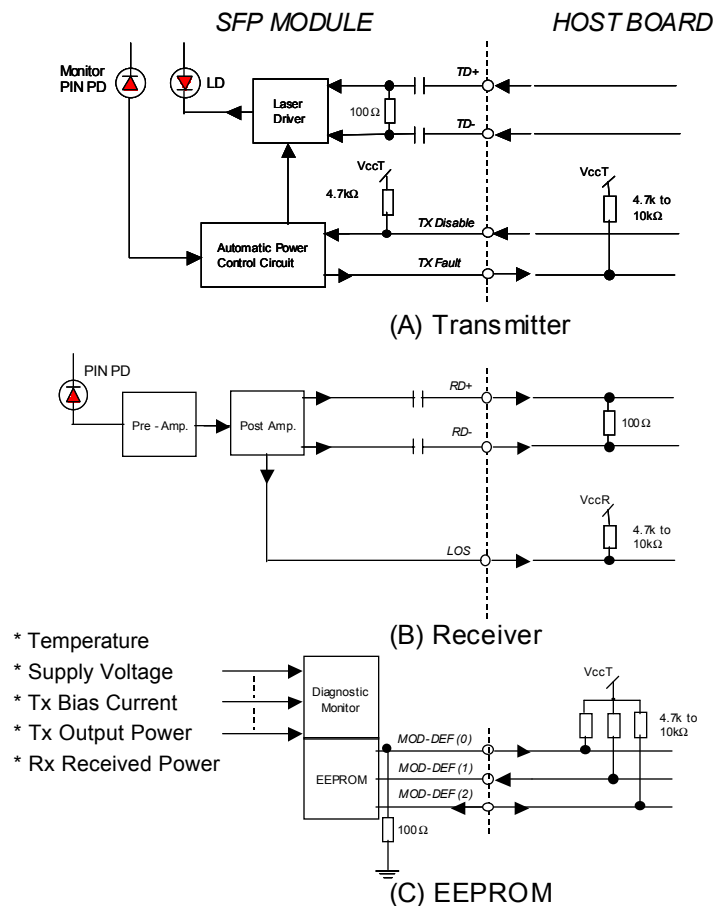 SFP MODULE
HOST BOARD
Monitor
PIN PD
LD
Laser
Driver
100Ω
TD+
TD-
VccT
4.7kΩ
VccT
4.7k to
10kΩ
TX Disable
Automatic Power
Control Circuit
TX Fault
(A) Transmitter
PIN PD
Pre - Amp.
Post Amp.
RD+
RD-
100Ω
VccR
4.7k to
10kΩ
LOS
(B) Receiver
* Temperature
* Supply Voltage
* Tx Bias Current
* Tx Output Power
* Rx Received Power
Diagnostic
Monitor
EEPROM
VccT
4.7k to
10kΩ
MOD-DEF (0)
MOD-DEF (1)
MOD-DEF (2)
100Ω
(C) EEPROM